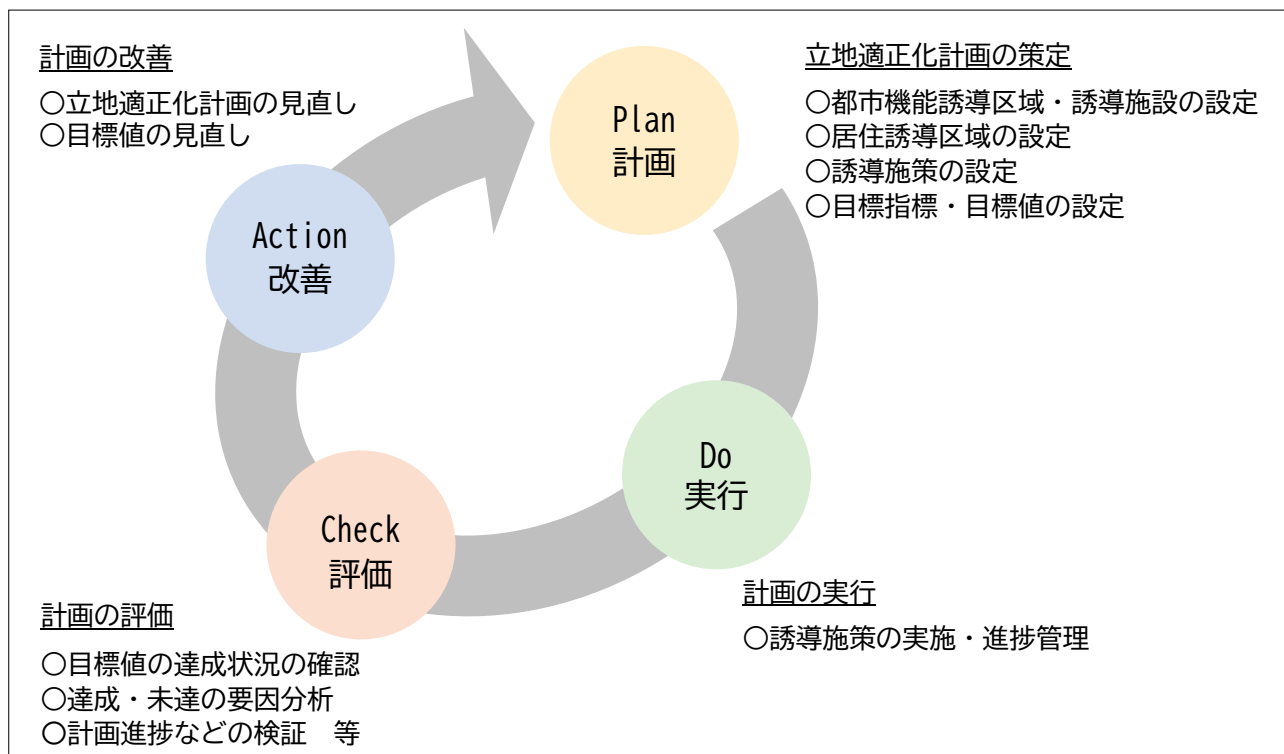 計画の改善
○立地適正化計画の見直し
○目標値の見直し
Plan
計画
立地適正化計画の策定
○都市機能誘導区域・誘導施設の設定
○居住誘導区域の設定
○誘導施策の設定
○目標指標・目標値の設定
Action
改善
Do
実行
Check
評価
計画の実行
○誘導施策の実施・進捗管理
計画の評価
○目標値の達成状況の確認
○達成・未達の要因分析
○計画進捗などの検証　等